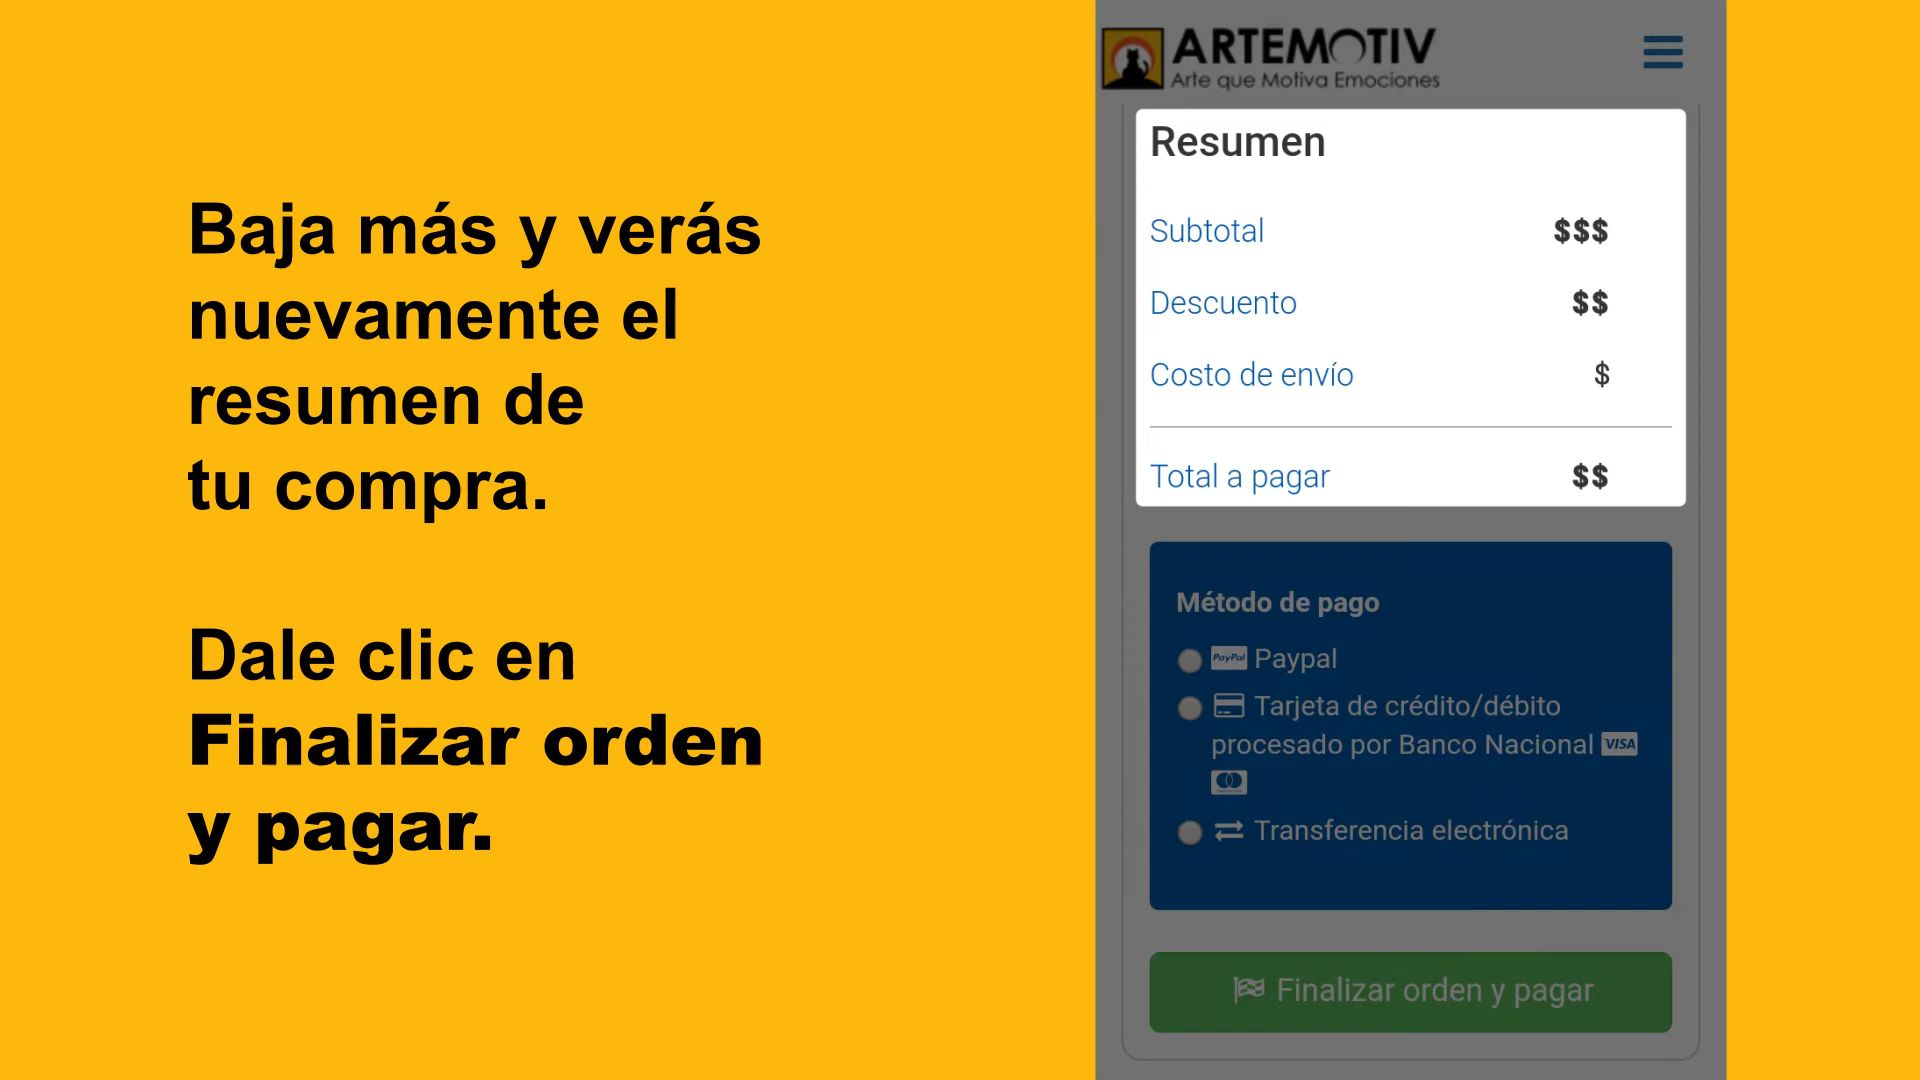 Baja más y verás
nuevamente el
resumen de
tu compra.
Dale clic en
Finalizar orden
y pagar.
ARTEMOTIV
Arte que Motiva Emociones
Resumen
Subtotal $$$
Descuento $$
Costo de envío $
Total a pagar $$
Método de pago
PayPal Paypal
Tarjeta de crédito/débito
procesado por Banco Nacional VISA
Transferencia electrónica
Finalizar orden y pagar